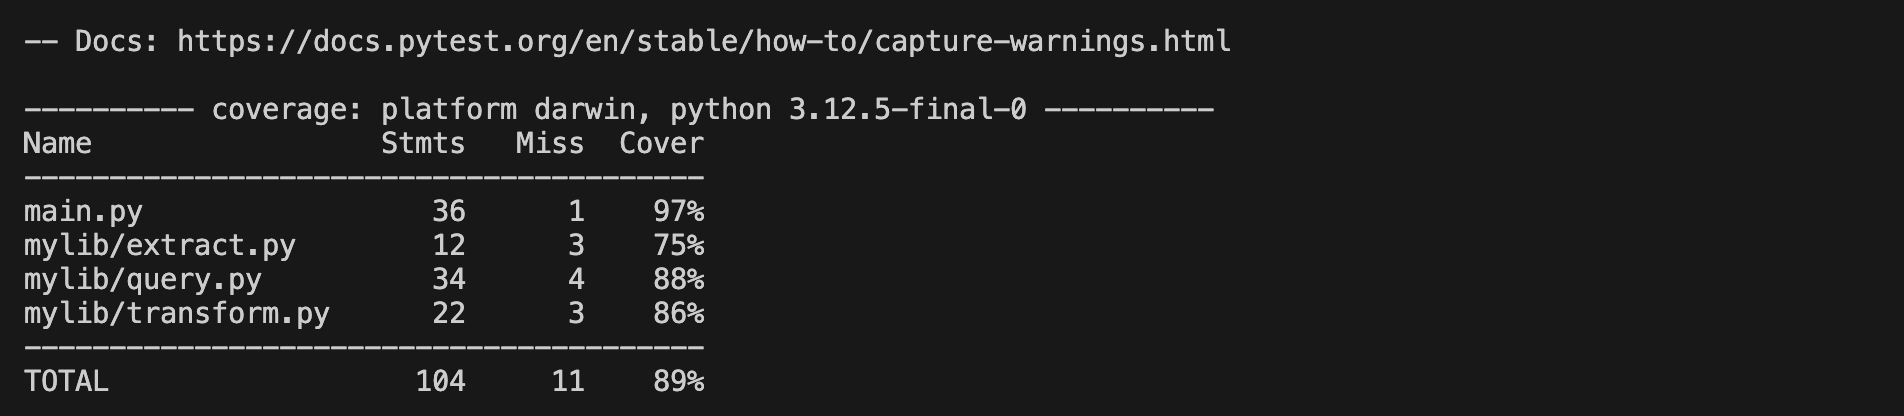 -- Docs: https://docs.pytest.org/en/stable/how-to/capture-warnings.html
---------- coverage: platform darwin, python 3.12.5-final-0 ----------
Name                 Stmts   Miss  Cover
----------------------------------------
main.py                 36      1    97%
mylib/extract.py        12      3    75%
mylib/query.py          34      4    88%
mylib/transform.py      22      3    86%
----------------------------------------
TOTAL                  104     11    89%